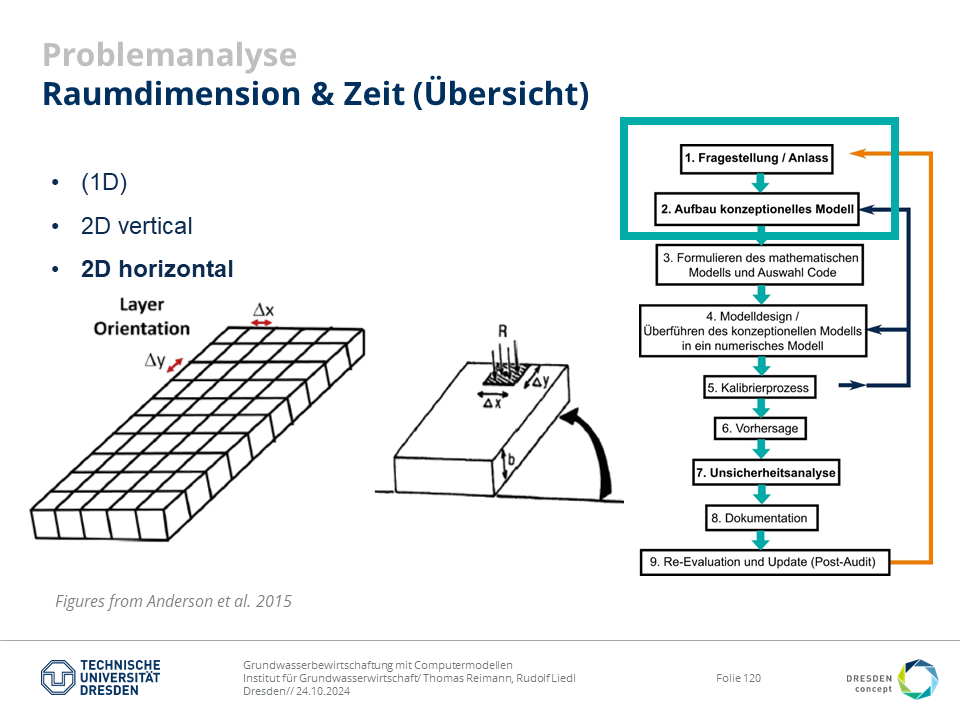 Problemanalyse
Raumdimension & Zeit (Übersicht)
• (1D)
• 2D vertical
• 2D horizontal
Layer
Orientation
Δx
Δy
R
Δy
Δx
b
1. Fragestellung / Anlass
2. Aufbau konzeptionelles Modell
3. Formulieren des mathematischen
Modells und Auswahl Code
4. Modelldesign /
Überführen des konzeptionellen Modells
in ein numerisches Modell
5. Kalibrierprozess
6. Vorhersage
7. Unsicherheitsanalyse
8. Dokumentation
9. Re-Evaluation und Update (Post-Audit)
Figures from Anderson et al. 2015
TECHNISCHE
UNIVERSITÄT
DRESDEN
Grundwasserbewirtschaftung mit Computermodellen
Institut für Grundwasserwirtschaft/ Thomas Reimann, Rudolf Liedl
Dresden// 24.10.2024
Folie 120
DRESDEN
concept